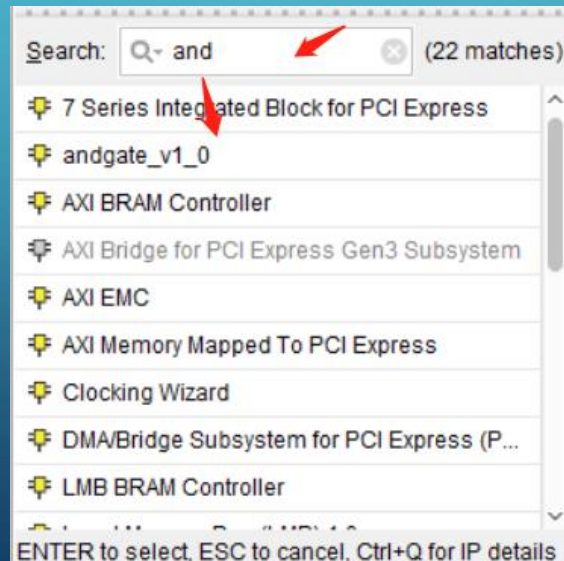 Search: and (22 matches)
7 Series Integrated Block for PCI Express
andgate_v1_0
AXI BRAM Controller
AXI Bridge for PCI Express Gen3 Subsystem
AXI EMC
AXI Memory Mapped To PCI Express
Clocking Wizard
DMA/Bridge Subsystem for PCI Express (P...
LMB BRAM Controller
ENTER to select, ESC to cancel, Ctrl+Q for IP details